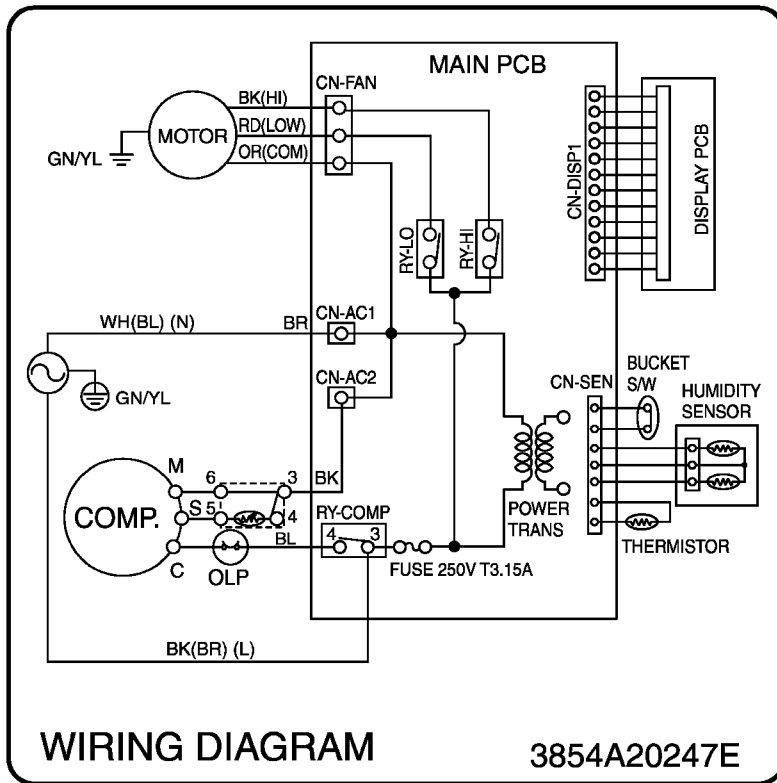 MAIN PCB
CN-FAN
BK(HI)
RD(LOW)
OR(COM)
MOTOR
GN/YL
RY-LO
RY-HI
CN-DISP1
DISPLAY PCB
WH(BL) (N)
BR
CN-AC1
CN-AC2
GN/YL
CN-SEN
BUCKET
S/W
HUMIDITY
SENSOR
M
6
3
BK
COMP.
S
5
4
RY-COMP
4
3
POWER
TRANS
THERMISTOR
C
OLP
BL
FUSE 250V T3.15A
BK(BR) (L)
WIRING DIAGRAM
3854A20247E